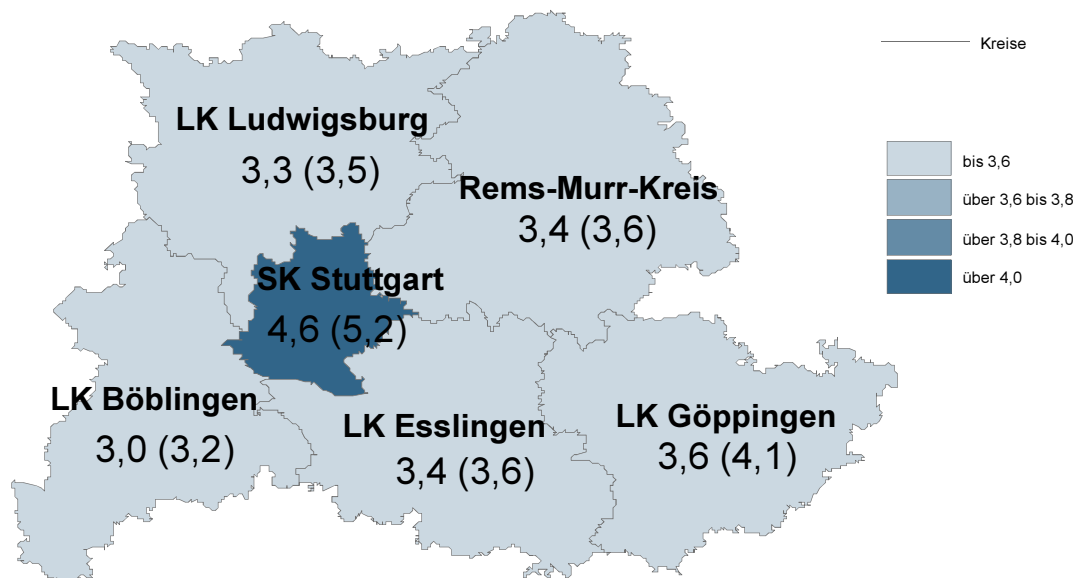 Kreise
LK Ludwigsburg
3,3 (3,5)
Rems-Murr-Kreis
3,4 (3,6)
SK Stuttgart
4,6 (5,2)
LK Böblingen
3,0 (3,2)
LK Esslingen
3,4 (3,6)
LK Göppingen
3,6 (4,1)
bis 3,6
über 3,6 bis 3,8
über 3,8 bis 4,0
über 4,0